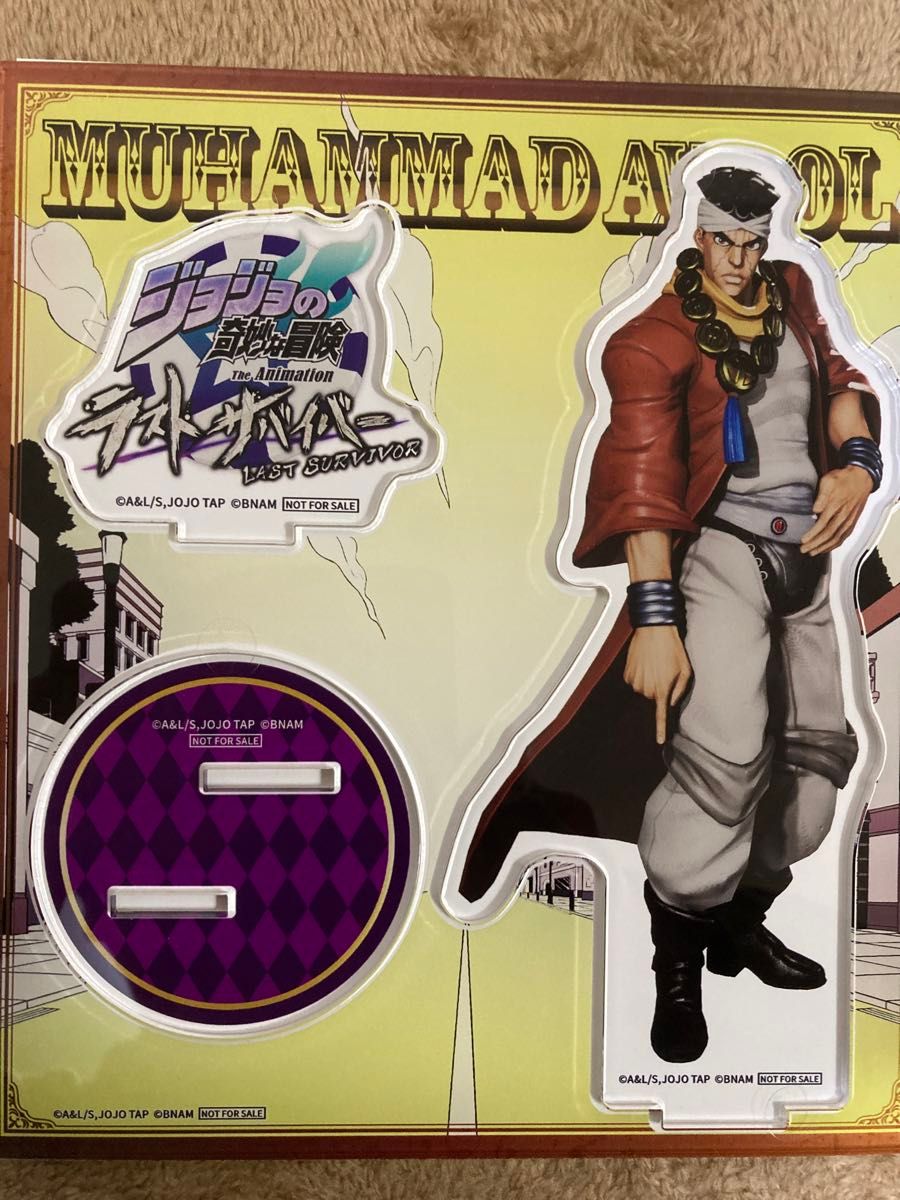 MUHAMMAD AV OL
ジョジョの
奇妙な冒険
The Animation
ラストサバイバー
LAST SURVIVOR
©A&L/S,JOJO TAP ©BNAM NOT FOR SALE
©A&L/S,JOJO TAP ©BNAM
NOT FOR SALE
©A&L/S,JOJO TAP ©BNAM NOT FOR SALE
©A&L/S,JOJO TAP ©BNAM NOT FOR SALE